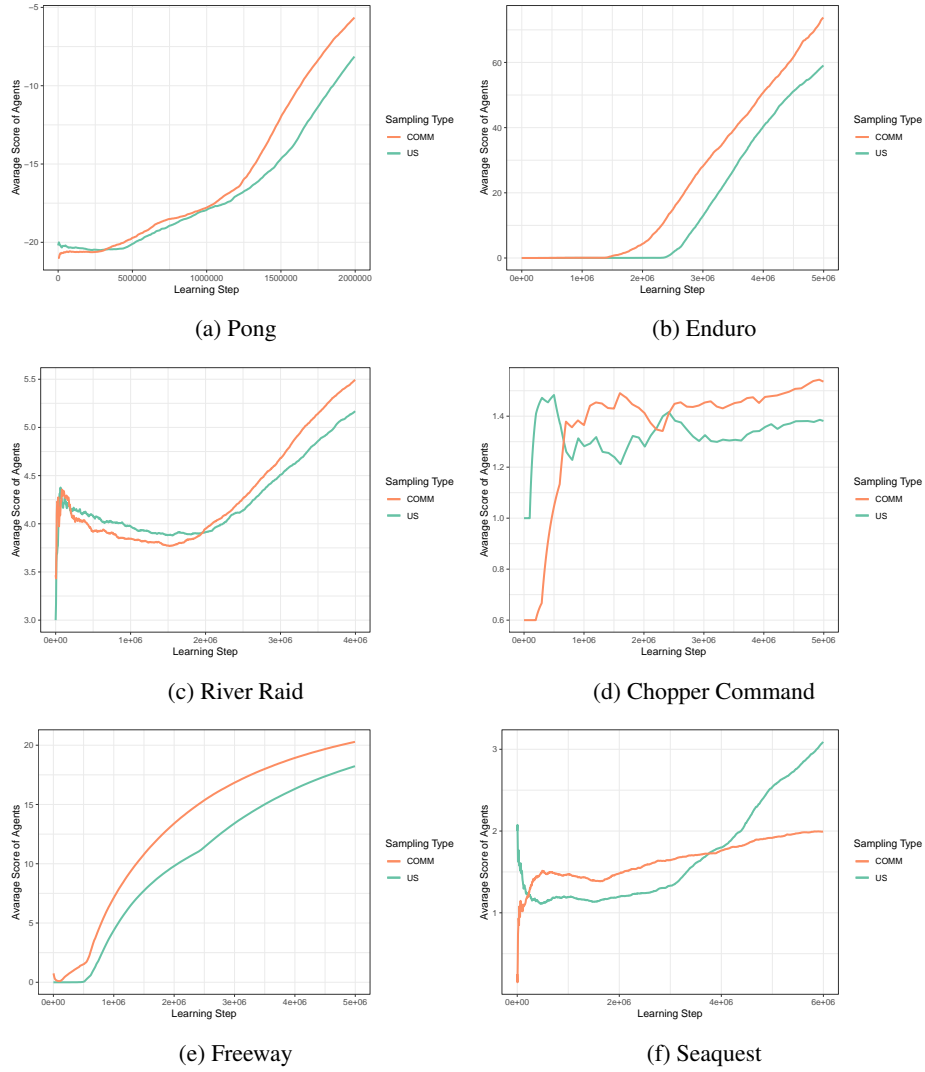 −5
−10
−15
−20
0 500000 1000000 1500000 2000000
Avarage Score of Agents
Learning Step
Sampling Type
COMM
US
(a) Pong
60
40
20
0
0e+00 1e+06 2e+06 3e+06 4e+06 5e+06
Avarage Score of Agents
Learning Step
Sampling Type
COMM
US
(b) Enduro
5.5
5.0
4.5
4.0
3.5
3.0
0e+00 1e+06 2e+06 3e+06 4e+06
Avarage Score of Agents
Learning Step
Sampling Type
COMM
US
(c) River Raid
1.4
1.2
1.0
0.8
0.6
0e+00 1e+06 2e+06 3e+06 4e+06 5e+06
Avarage Score of Agents
Learning Step
Sampling Type
COMM
US
(d) Chopper Command
20
15
10
5
0
0e+00 1e+06 2e+06 3e+06 4e+06 5e+06
Avarage Score of Agents
Learning Step
Sampling Type
COMM
US
(e) Freeway
3
2
1
0e+00 2e+06 4e+06 6e+06
Avarage Score of Agents
Learning Step
Sampling Type
COMM
US
(f) Seaquest